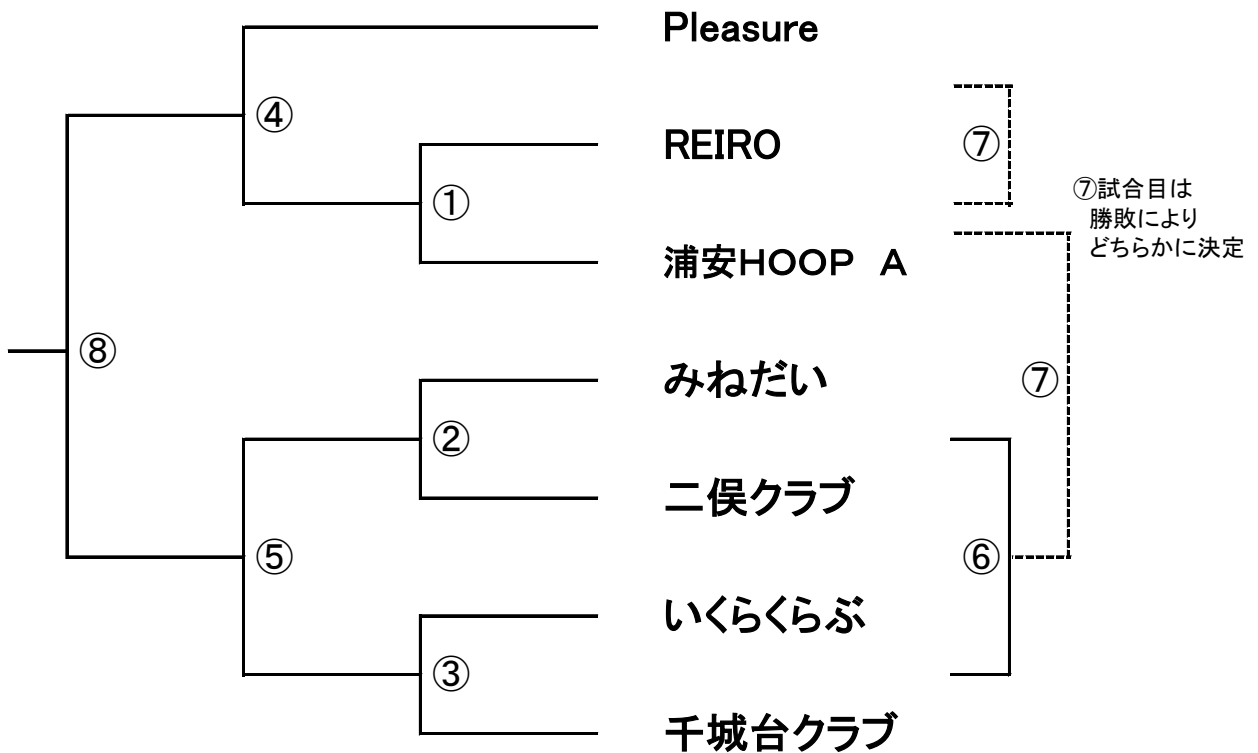 Pleasure
④
REIRO
⑦
①
⑦試合目は
勝敗により
どちらかに決定
浦安HOOP A
⑧
みねだい
⑦
②
二俣クラブ
⑤
⑥
いくらくらぶ
③
千城台クラブ